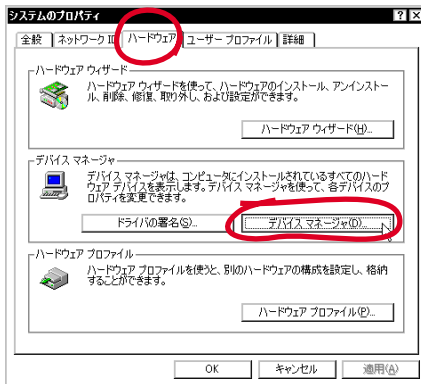 システムのプロパティ
全般 ネットワーク ID ハードウェア ユーザー プロファイル 詳細
ハードウェア ウィザード
ハードウェア ウィザードを使って、ハードウェアのインストール、アンインストー
ル、削除、修復、取り外し、および設定ができます。
ハードウェア ウィザード(H)...
デバイス マネージャ
デバイス マネージャは、コンピュータにインストールされているすべてのハード
ウェア デバイスを表示します。デバイス マネージャを使って、各デバイスのプ
ロパティを変更できます。
ドライバの署名(S)... デバイス マネージャ(D)...
ハードウェア プロファイル
ハードウェア プロファイルを使うと、別のハードウェアの構成を設定し、格納
することができます。
ハードウェア プロファイル(P)...
OK キャンセル 適用(A)